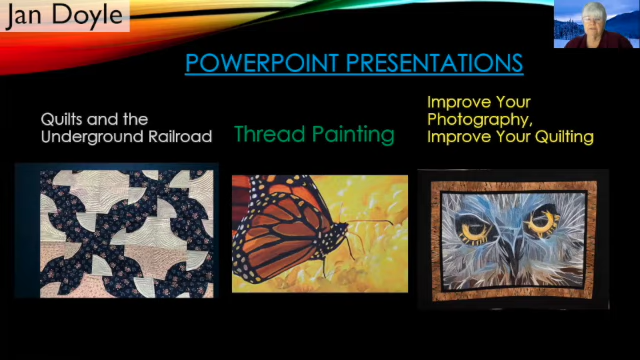 Jan Doyle
POWERPOINT PRESENTATIONS
Quilts and the
Underground Railroad
Thread Painting
Improve Your
Photography,
Improve Your Quilting